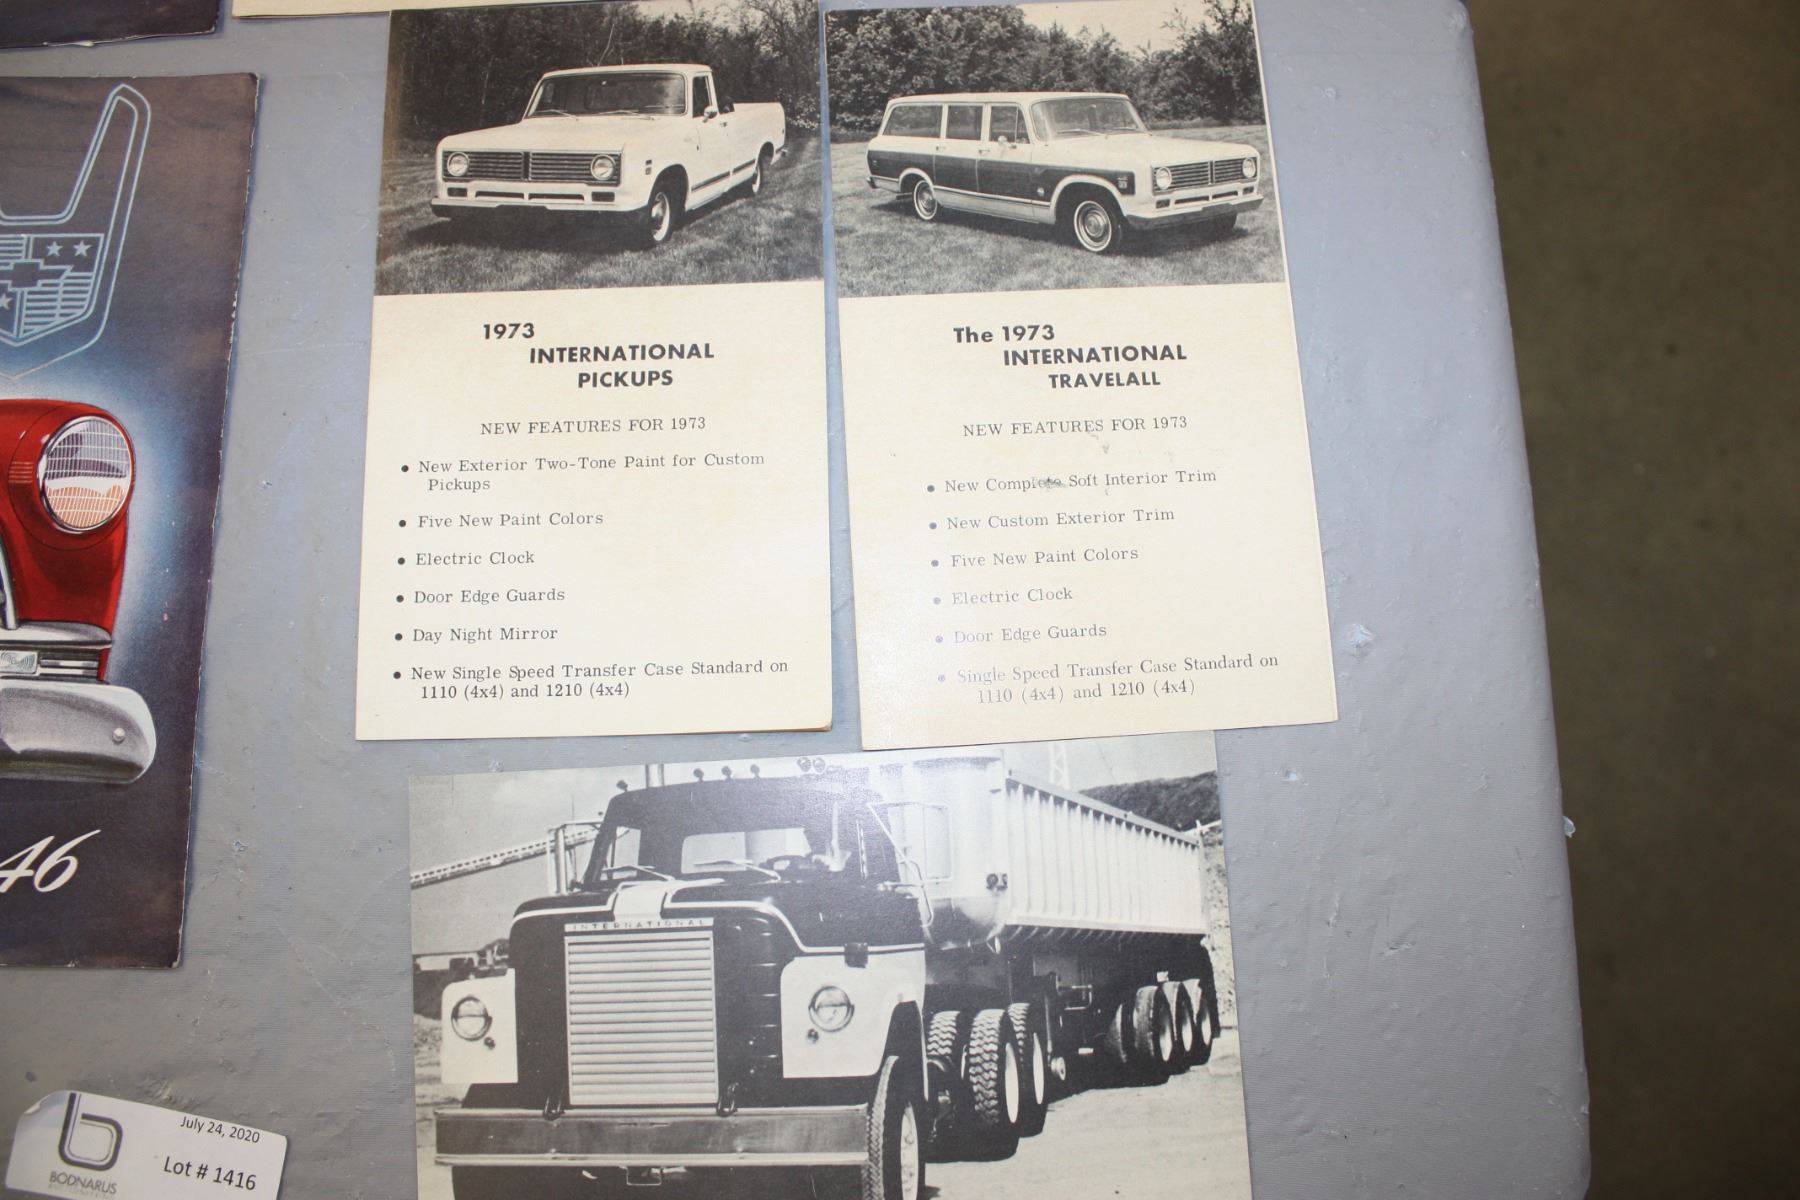 1973
INTERNATIONAL
PICKUPS
NEW FEATURES FOR 1973
• New Exterior Two-Tone Paint for Custom
Pickups
• Five New Paint Colors
• Electric Clock
• Door Edge Guards
• Day Night Mirror
• New Single Speed Transfer Case Standard on
1110 (4x4) and 1210 (4x4)
The 1973
INTERNATIONAL
TRAVELALL
NEW FEATURES FOR 1973
• New Complete Soft Interior Trim
• New Custom Exterior Trim
• Five New Paint Colors
• Electric Clock
• Door Edge Guards
• Single Speed Transfer Case Standard on
1110 (4x4) and 1210 (4x4)
46
INTERNATIONAL
July 24, 2020
Lot # 1416
b
BODNARUS